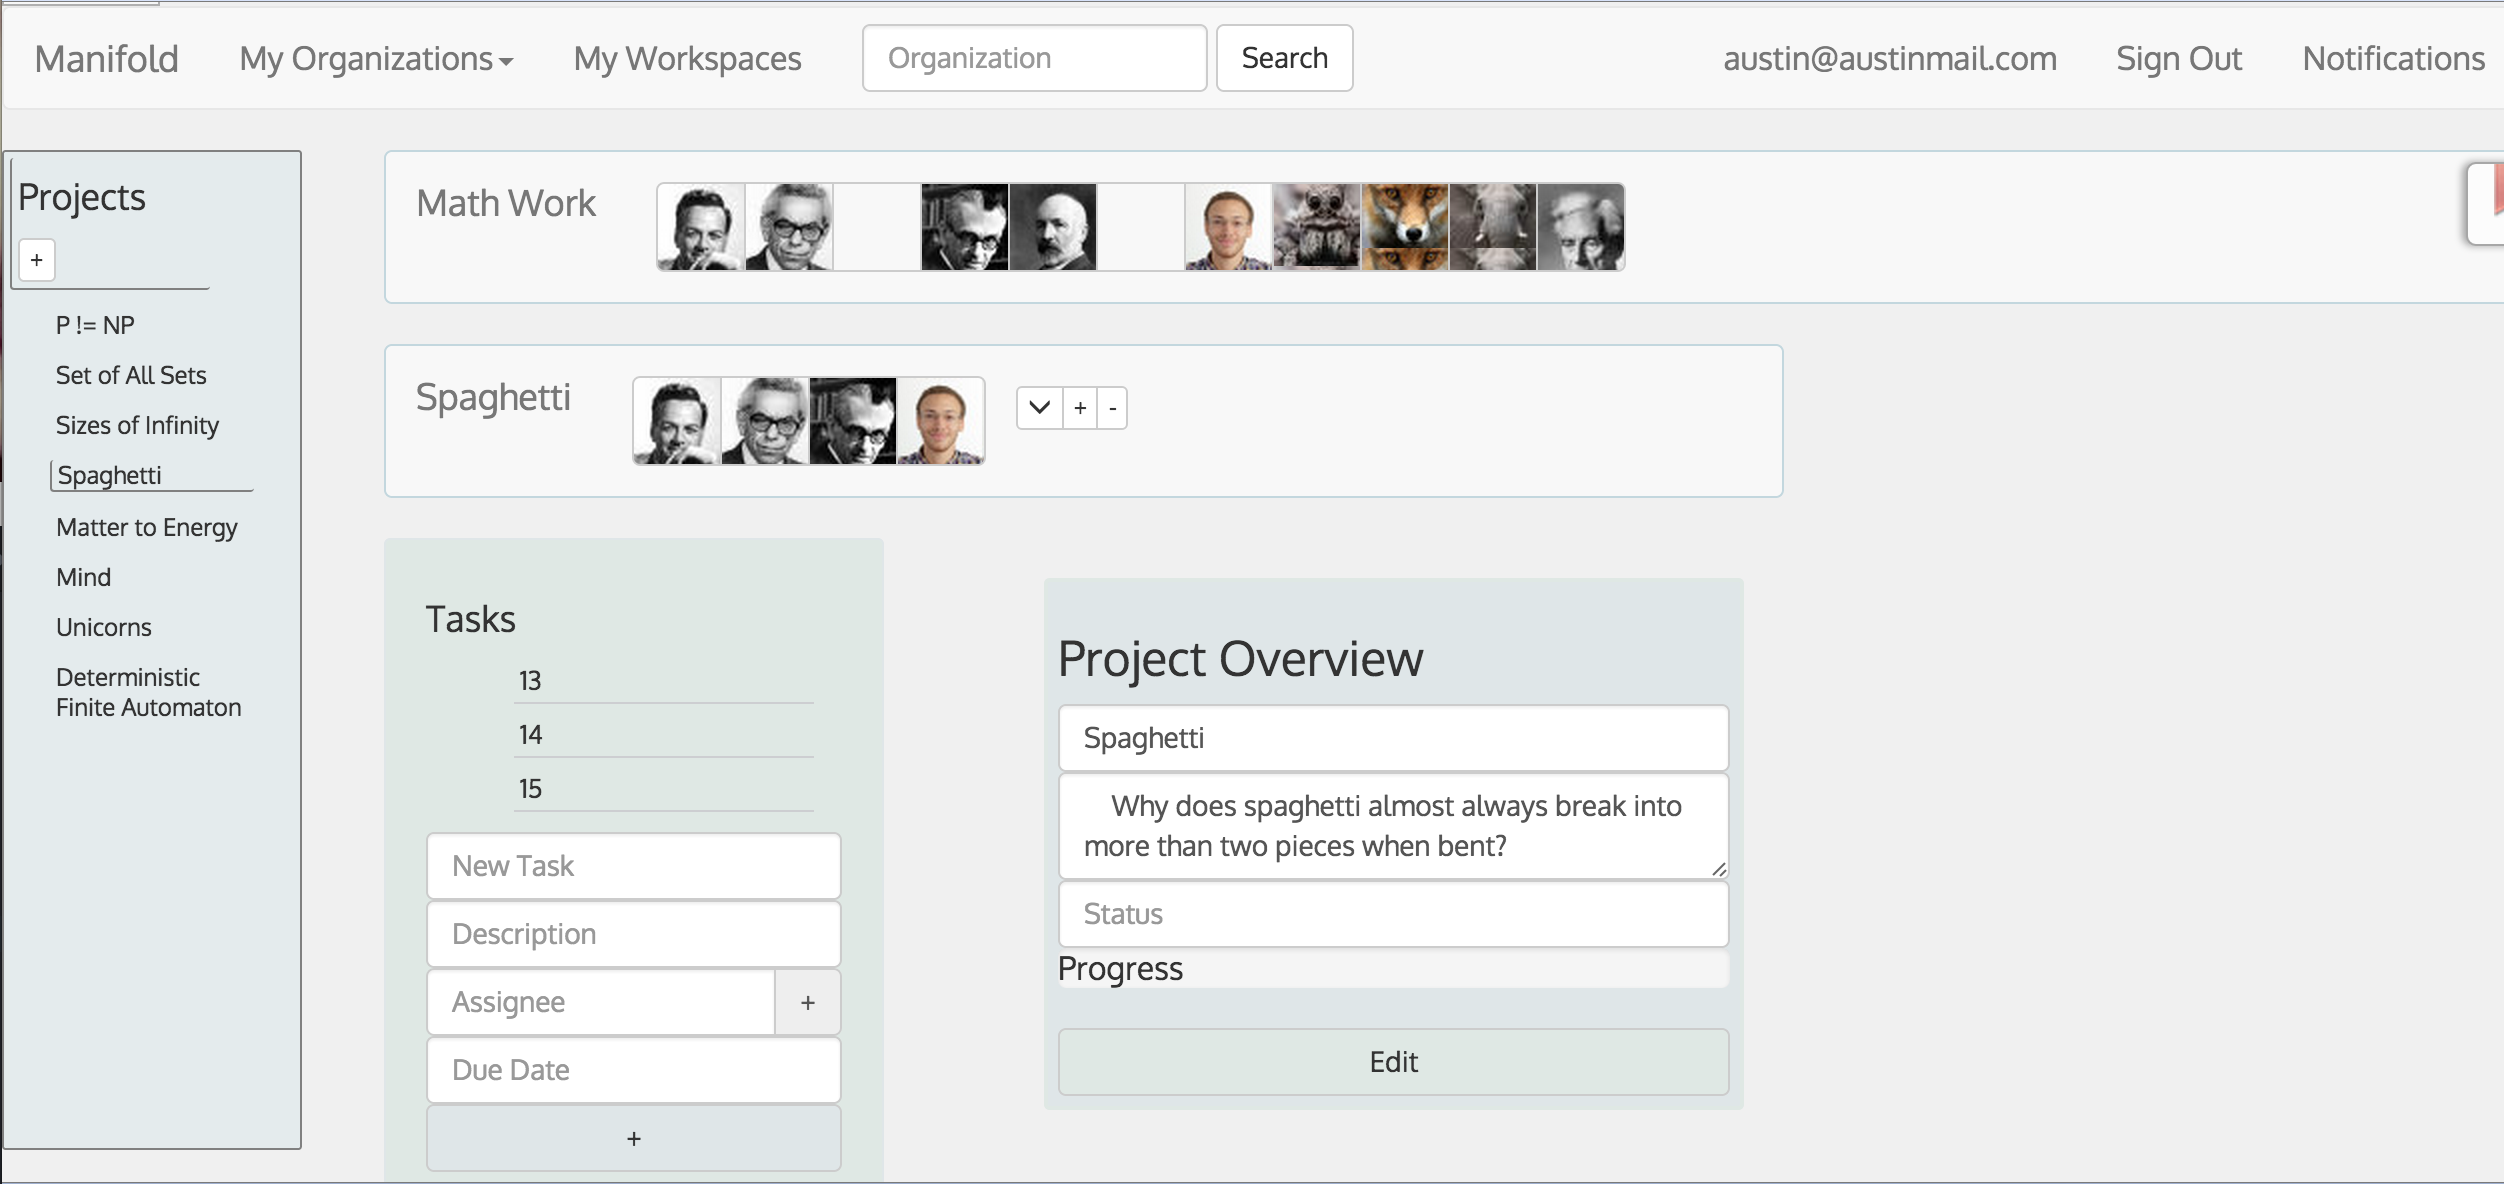 Manifold My Organizations My Workspaces Organization Search austin@austinmail.com Sign Out Notifications
Projects
+
P != NP
Set of All Sets
Sizes of Infinity
Spaghetti
Matter to Energy
Mind
Unicorns
Deterministic
Finite Automaton
Math Work
Spaghetti + -
Tasks
13
14
15
New Task
Description
Assignee +
Due Date
+
Project Overview
Spaghetti
Why does spaghetti almost always break into
more than two pieces when bent?
Status
Progress
Edit